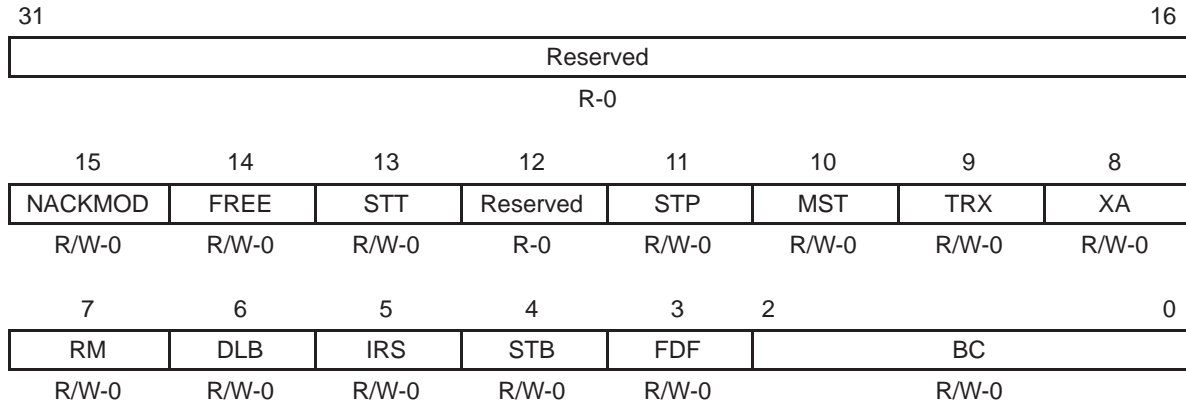 31 16
Reserved
R-0
15 14 13 12 11 10 9 8
NACKMOD FREE STT Reserved STP MST TRX XA
R/W-0 R/W-0 R/W-0 R-0 R/W-0 R/W-0 R/W-0 R/W-0
7 6 5 4 3 2 0
RM DLB IRS STB FDF BC
R/W-0 R/W-0 R/W-0 R/W-0 R/W-0 R/W-0